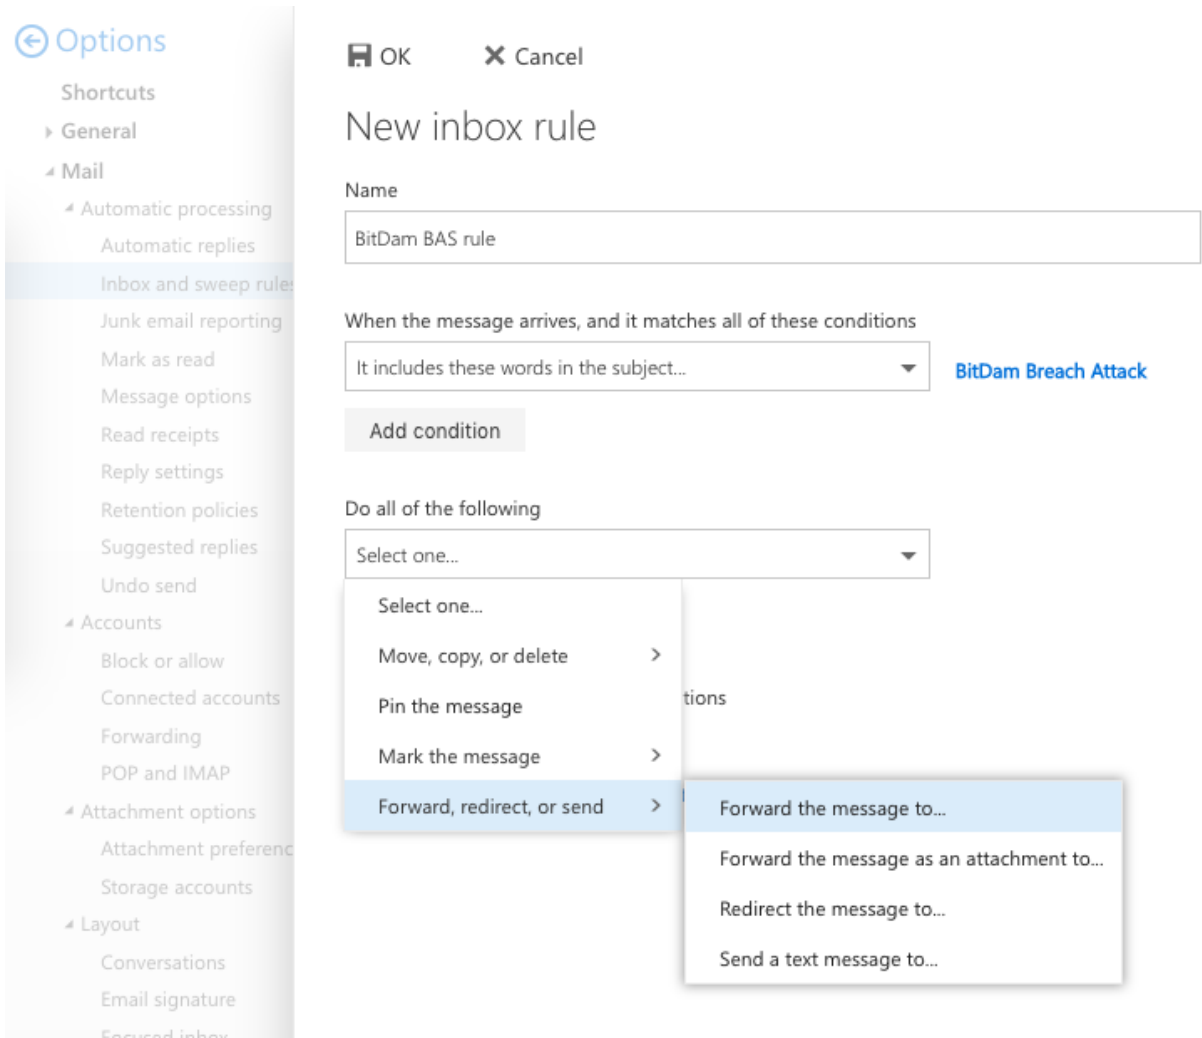 Options
Shortcuts
General
Mail
Automatic processing
Automatic replies
Inbox and sweep rules
Junk email reporting
Mark as read
Message options
Read receipts
Reply settings
Retention policies
Suggested replies
Undo send
Accounts
Block or allow
Connected accounts
Forwarding
POP and IMAP
Attachment options
Attachment preferenc
Storage accounts
Layout
Conversations
Email signature
Focused inbox
OK Cancel
New inbox rule
Name
BitDam BAS rule
When the message arrives, and it matches all of these conditions
It includes these words in the subject... BitDam Breach Attack
Add condition
Do all of the following
Select one...
Select one...
Move, copy, or delete
tions
Pin the message
Mark the message
Forward, redirect, or send
Forward the message to...
Forward the message as an attachment to...
Redirect the message to...
Send a text message to...